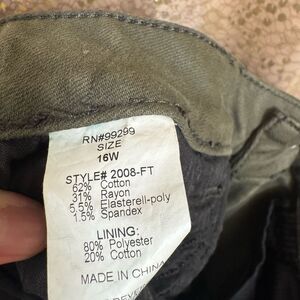 RN#99299
SIZE
16W
STYLE# 2008-FT
62% Cotton
31% Rayon
5.5% Elasterell-poly
1.5% Spandex
LINING:
80% Polyester
20% Cotton
MADE IN CHINA